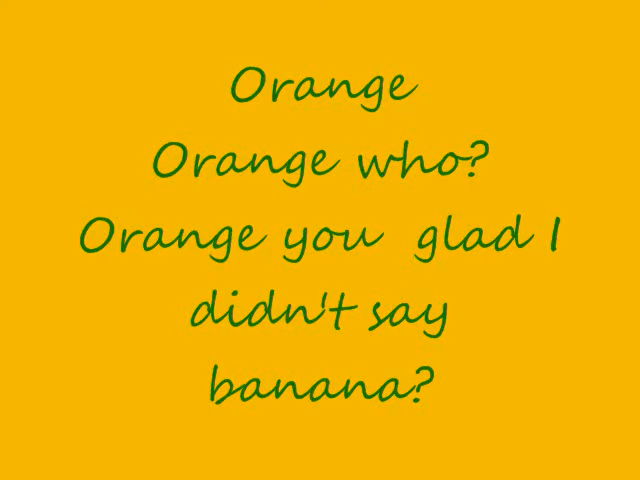 Orange
Orange who?
Orange you glad I
didn't say
banana?